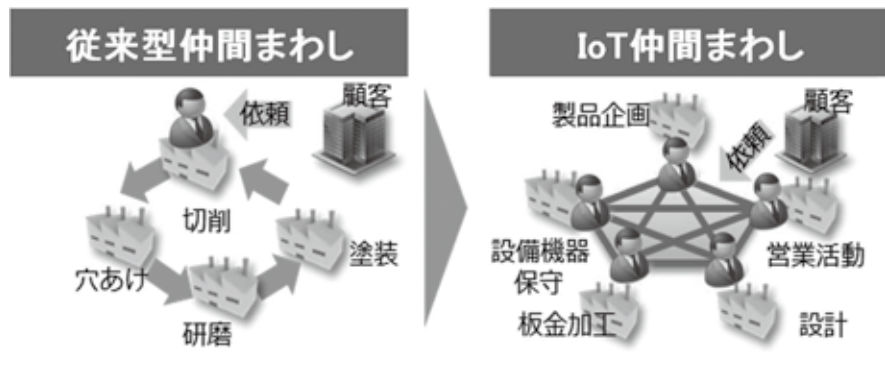 従来型仲間まわし
依頼
顧客
切削
穴あけ
塗装
研磨
IoT仲間まわし
製品企画
顧客
依頼
設備機器
保守
営業活動
板金加工
設計